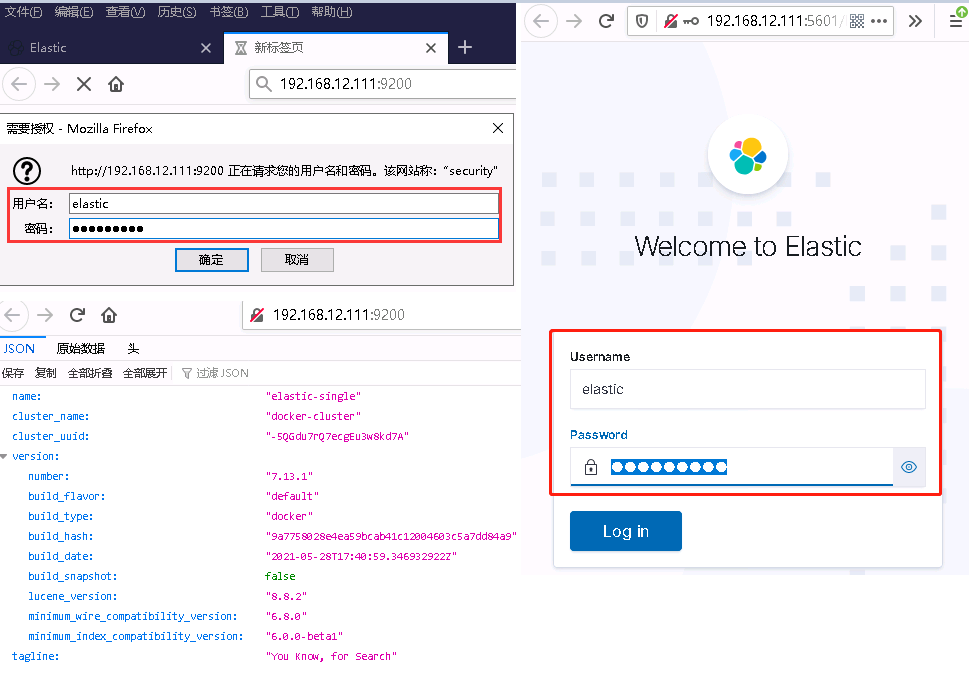 文件(F) 编辑(E) 查看(V) 历史(S) 书签(B) 工具(T) 帮助(H)
Elastic
新标签页
192.168.12.111:9200
需要授权 - Mozilla Firefox
http://192.168.12.111:9200 正在请求您的用户名和密码。该网站称：“security”
用户名： elastic
密码： ●●●●●●●●●
确定 取消
192.168.12.111:9200
JSON 原始数据 头
保存 复制 全部折叠 全部展开 过滤 JSON
name: "elastic-single"
cluster_name: "docker-cluster"
cluster_uuid: "-5QGdu7rQ7ecgEu3w8kd7A"
version:
number: "7.13.1"
build_flavor: "default"
build_type: "docker"
build_hash: "9a7758028e4ea59bcab41c12004603c5a7dd84a9"
build_date: "2021-05-28T17:40:59.346932922Z"
build_snapshot: false
lucene_version: "8.8.2"
minimum_wire_compatibility_version: "6.8.0"
minimum_index_compatibility_version: "6.0.0-beta1"
tagline: "You Know, for Search"
192.168.12.111:5601/
Welcome to Elastic
Username
elastic
Password
●●●●●●●●●
Log in